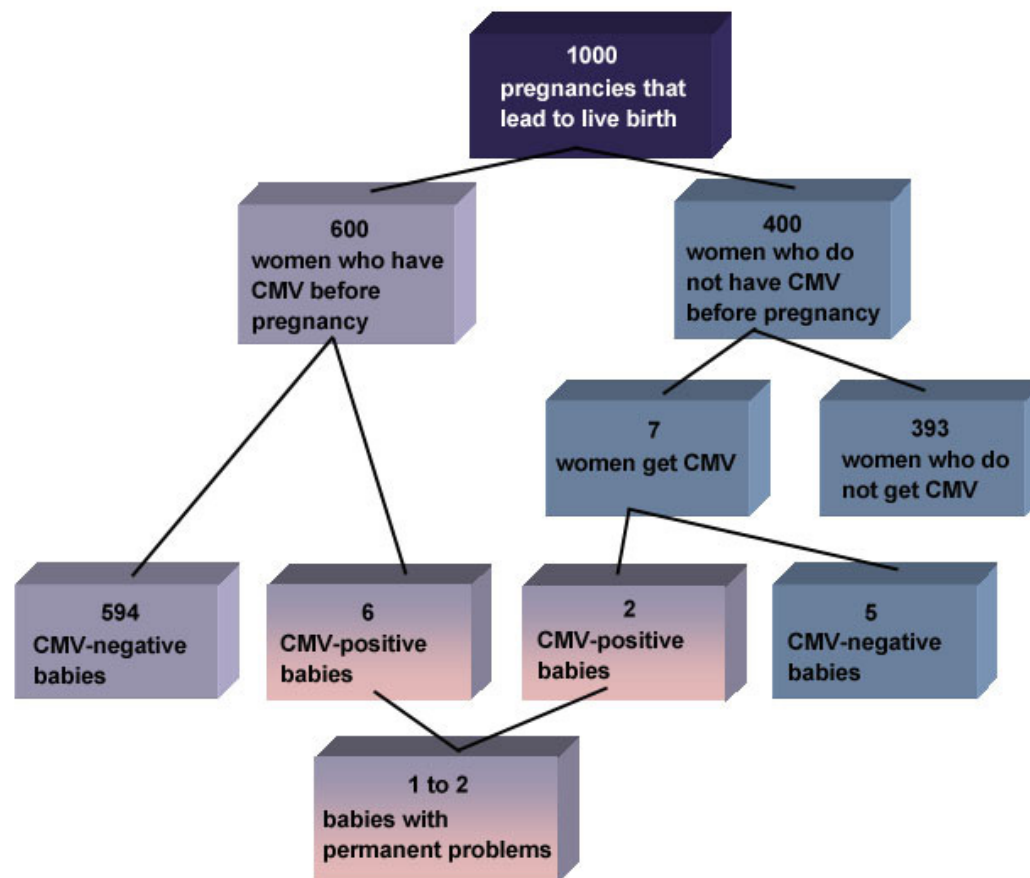 1000
pregnancies that
lead to live birth
600
women who have
CMV before
pregnancy
400
women who do
not have CMV
before pregnancy
7
women get CMV
393
women who do
not get CMV
594
CMV-negative
babies
6
CMV-positive
babies
2
CMV-positive
babies
5
CMV-negative
babies
1 to 2
babies with
permanent problems